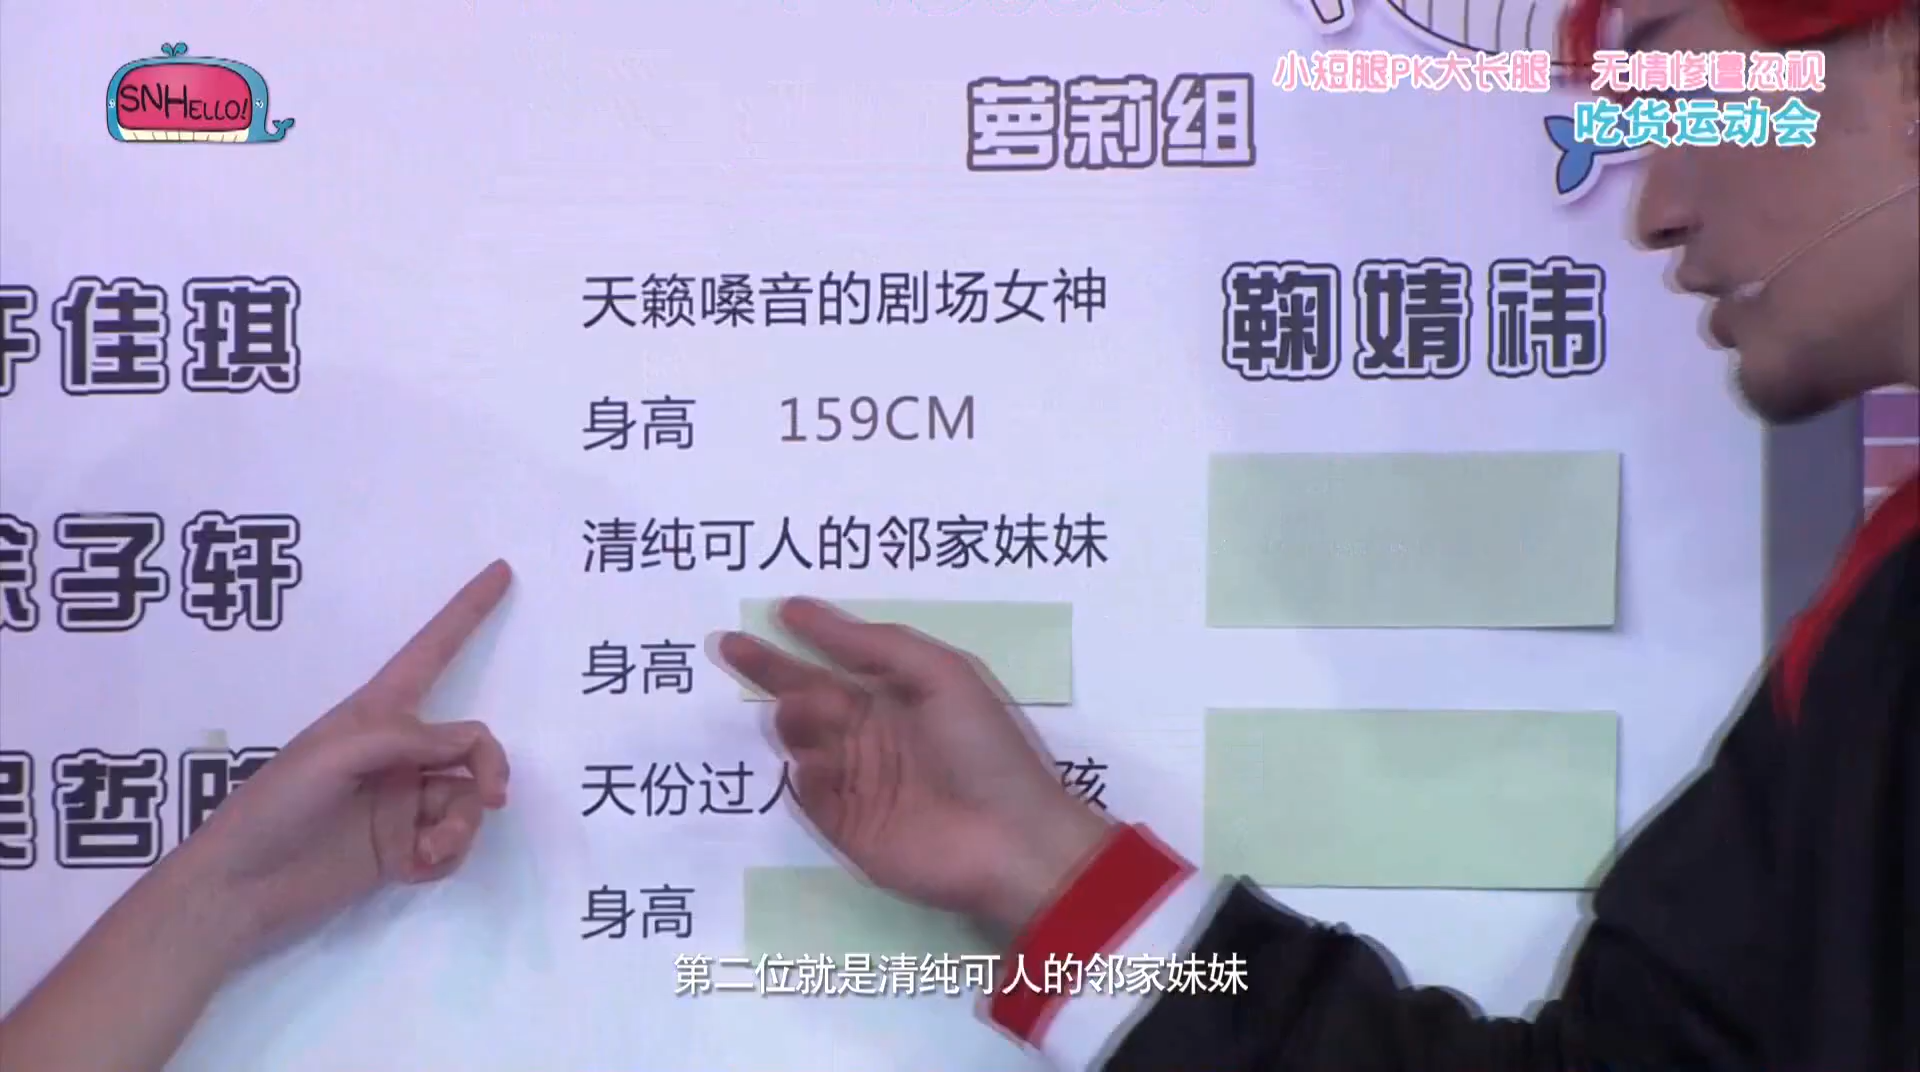 SNHELLO!
小短腿PK大长腿 无情惨遭忽视
吃货运动会
萝莉组
佳琪
天籁嗓音的剧场女神
鞠婧祎
身高 159CM
子轩
清纯可人的邻家妹妹
身高
哲
天份过人
孩
身高
第二位就是清纯可人的邻家妹妹